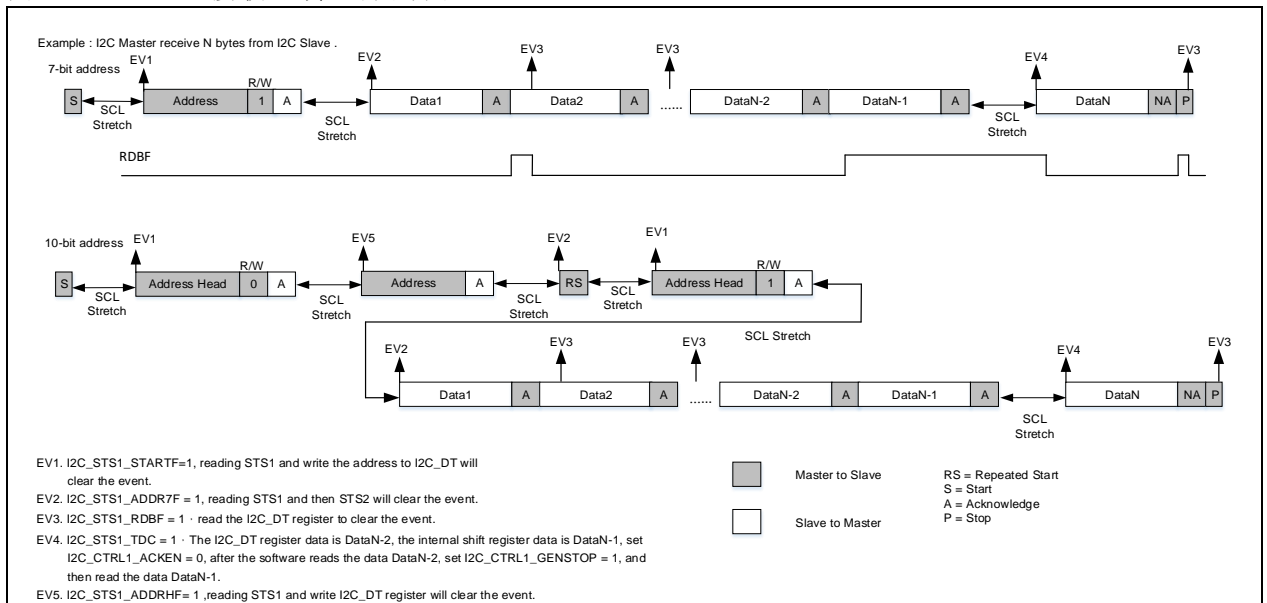 Example : I2C Master receive N bytes from I2C Slave .
7-bit address
EV1
EV2
EV3
EV3
EV4
EV3
R/W
S
SCL
Stretch
Address
1
A
SCL
Stretch
Data1
A
Data2
A
......
DataN-2
A
DataN-1
A
SCL
Stretch
DataN
NA
P
RDBF
10-bit address
EV1
EV5
EV2
EV1
R/W
R/W
S
SCL
Stretch
Address Head
0
A
SCL
Stretch
Address
A
SCL
Stretch
RS
SCL
Stretch
Address Head
1
A
SCL Stretch
EV2
EV3
EV3
EV4
EV3
Data1
A
Data2
A
......
DataN-2
A
DataN-1
A
SCL
Stretch
DataN
NA
P
EV1. I2C_STS1_STARTF=1, reading STS1 and write the address to I2C_DT will
clear the event.
EV2. I2C_STS1_ADDR7F = 1, reading STS1 and then STS2 will clear the event.
EV3. I2C_STS1_RDBF = 1 · read the I2C_DT register to clear the event.
EV4. I2C_STS1_TDC = 1 · The I2C_DT register data is DataN-2, the internal shift register data is DataN-1, set
I2C_CTRL1_ACKEN = 0, after the software reads the data DataN-2, set I2C_CTRL1_GENSTOP = 1, and
then read the data DataN-1.
EV5. I2C_STS1_ADDRHF= 1 ,reading STS1 and write I2C_DT register will clear the event.
Master to Slave
Slave to Master
RS = Repeated Start
S = Start
A = Acknowledge
P = Stop